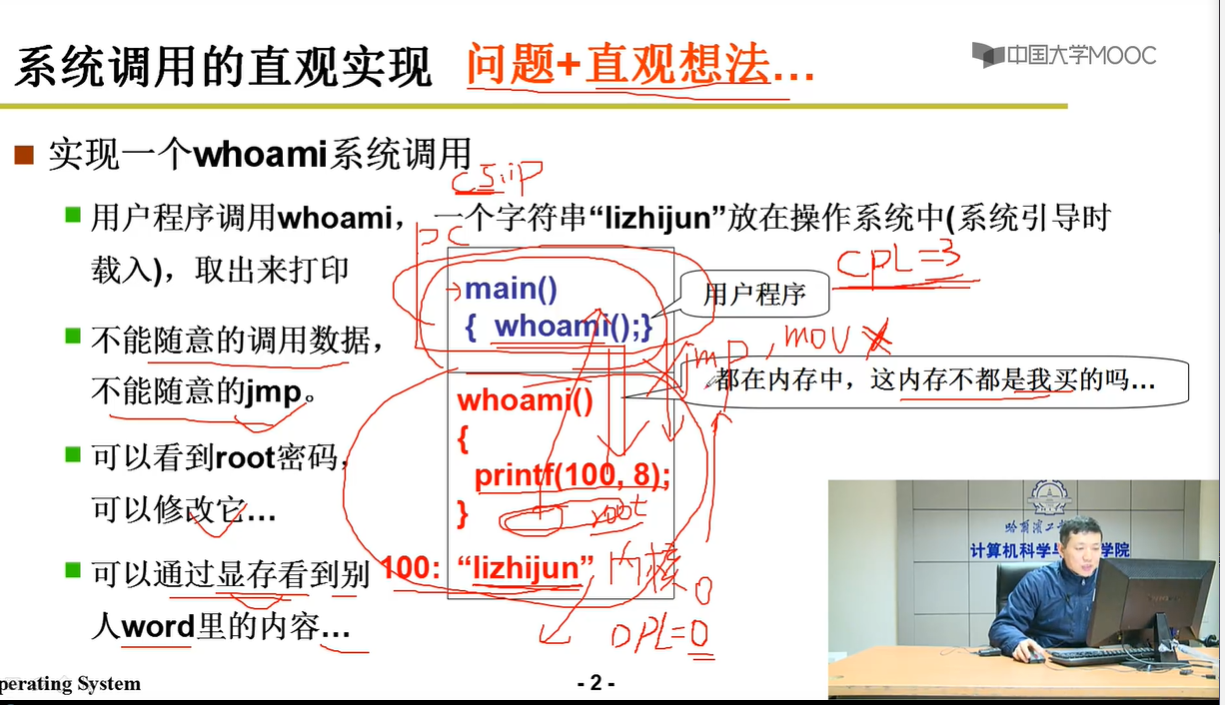 系统调用的直观实现 问题+直观想法...
中国大学MOOC
实现一个whoami系统调用
CS:iP
用户程序调用whoami，一个字符串“lizhijun”放在操作系统中(系统引导时
载入)，取出来打印
PC
CPL=3
main()
{ whoami();}
用户程序
不能随意的调用数据，
不能随意的jmp。
jmp, mov
都在内存中，这内存不都是我买的吗...
whoami()
{
printf(100, 8);
}
root
可以看到root密码，
可以修改它...
100: “lizhijun”
内核
0
DPL=0
可以通过显存看到别
人word里的内容...
计算机科学与
学院
perating System
- 2 -